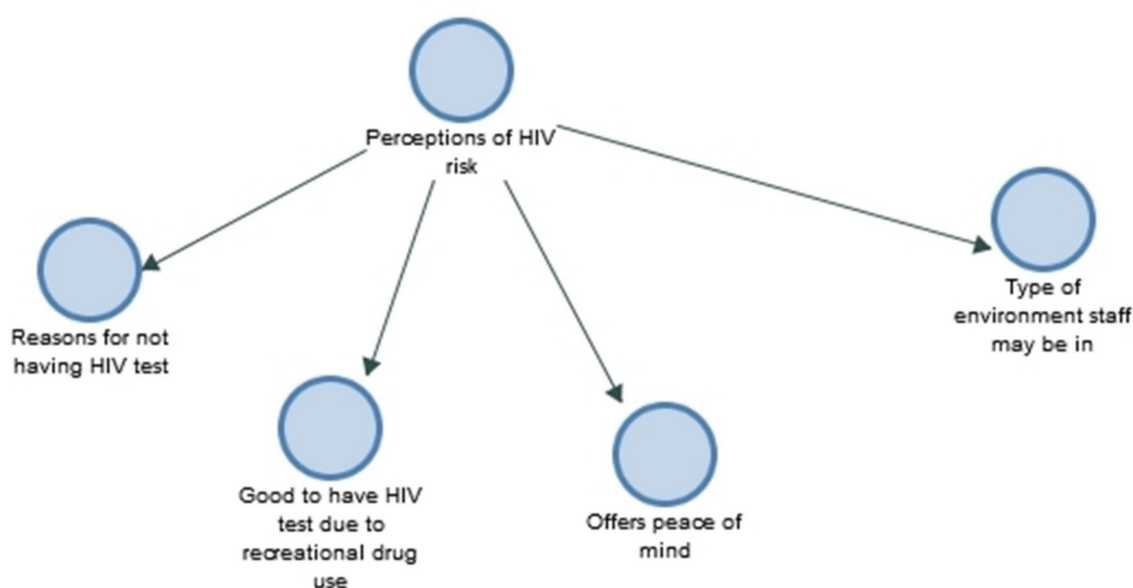 Perceptions of HIV
risk
Reasons for not
having HIV test
Good to have HIV
test due to
recreational drug
use
Offers peace of
mind
Type of
environment staff
may be in